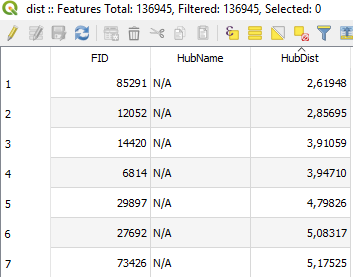 dist :: Features Total: 136945, Filtered: 136945, Selected: 0
FID HubName HubDist
1 85291 N/A 2,61948
2 12052 N/A 2,85695
3 14420 N/A 3,91059
4 6814 N/A 3,94710
5 29897 N/A 4,79826
6 27692 N/A 5,08317
7 73426 N/A 5,17525